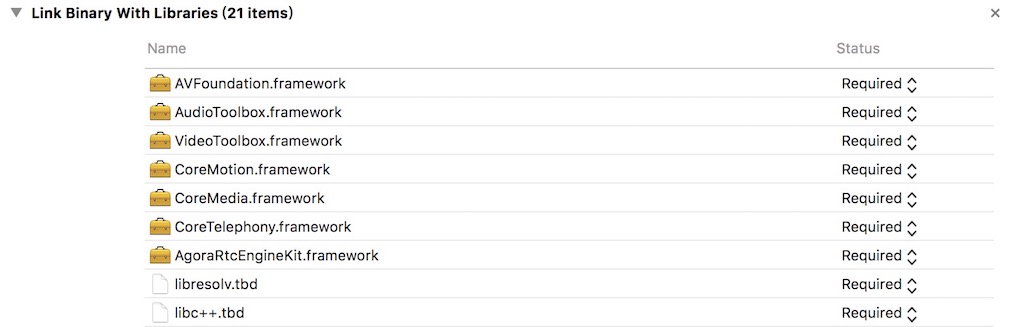 Link Binary With Libraries (21 items)
Name Status
AVFoundation.framework Required
AudioToolbox.framework Required
VideoToolbox.framework Required
CoreMotion.framework Required
CoreMedia.framework Required
CoreTelephony.framework Required
AgoraRtcEngineKit.framework Required
libresolv.tbd Required
libc++.tbd Required